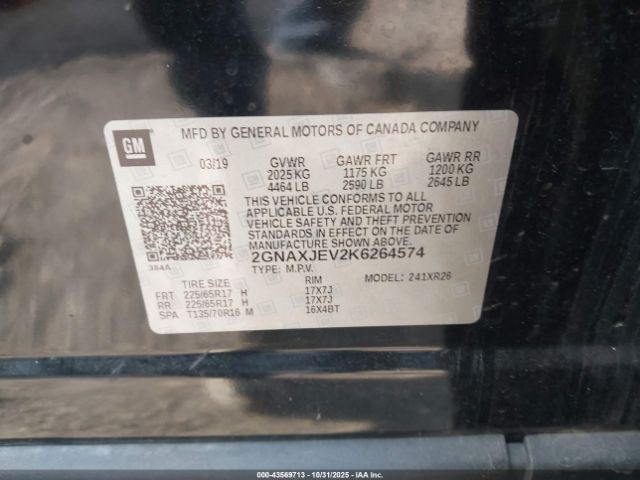 GM
MFD BY GENERAL MOTORS OF CANADA COMPANY
03/19 GVWR GAWR FRT GAWR RR
2025 KG 1175 KG 1200 KG
4464 LB 2590 LB 2645 LB
THIS VEHICLE CONFORMS TO ALL
APPLICABLE U.S. FEDERAL MOTOR
VEHICLE SAFETY AND THEFT PREVENTION
STANDARDS IN EFFECT ON THE DATE OF
MANUFACTURE SHOWN ABOVE.
384A
2GNAXJEV2K6264574
TYPE: M.P.V. MODEL: 241XR26
TIRE SIZE RIM
FRT 225/65R17 H 17X7J
RR 225/65R17 H 17X7J
SPA T135/70R16 M 16X4BT
000-43569713 - 10/31/2025 - IAA Inc.